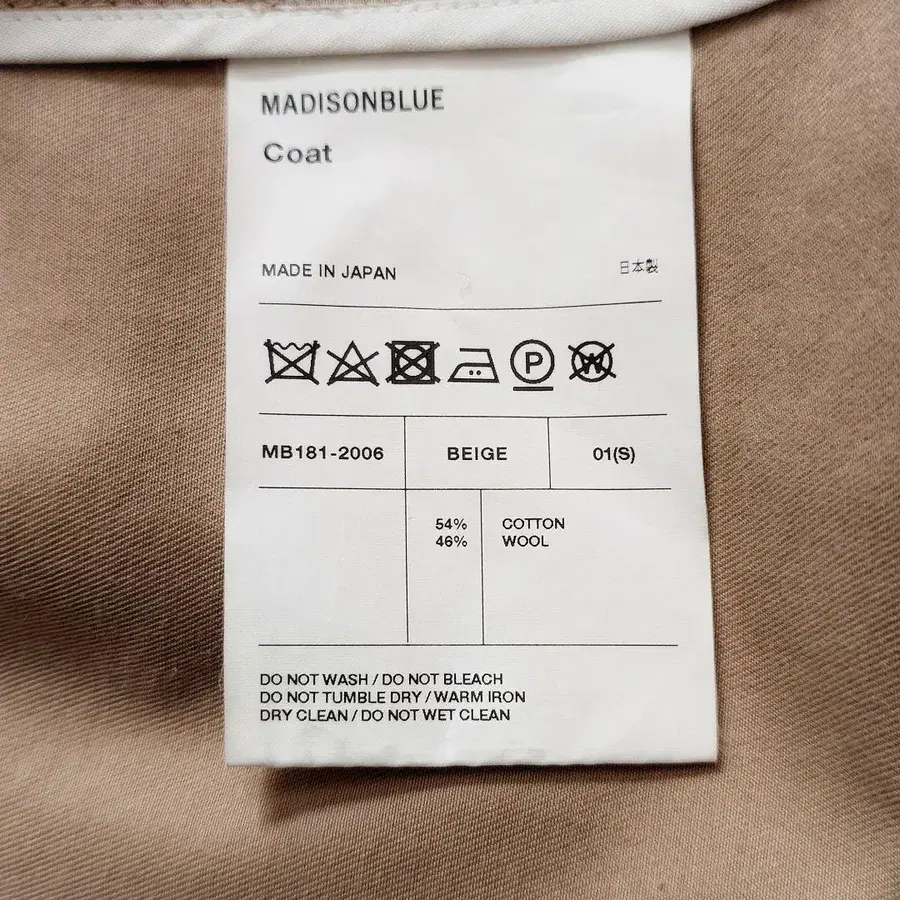 MADISONBLUE
Coat
MADE IN JAPAN 日本製
P W
MB181-2006 BEIGE 01(S)
54% COTTON
46% WOOL
DO NOT WASH / DO NOT BLEACH
DO NOT TUMBLE DRY / WARM IRON
DRY CLEAN / DO NOT WET CLEAN